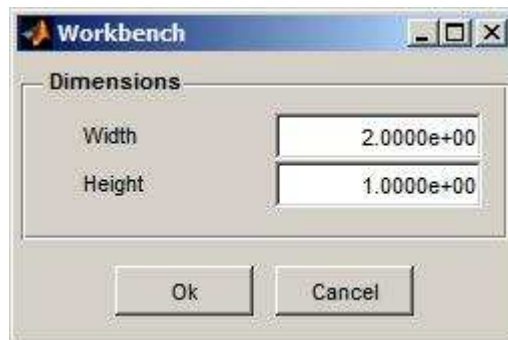 Workbench
Dimensions
Width 2.0000e+00
Height 1.0000e+00
Ok Cancel